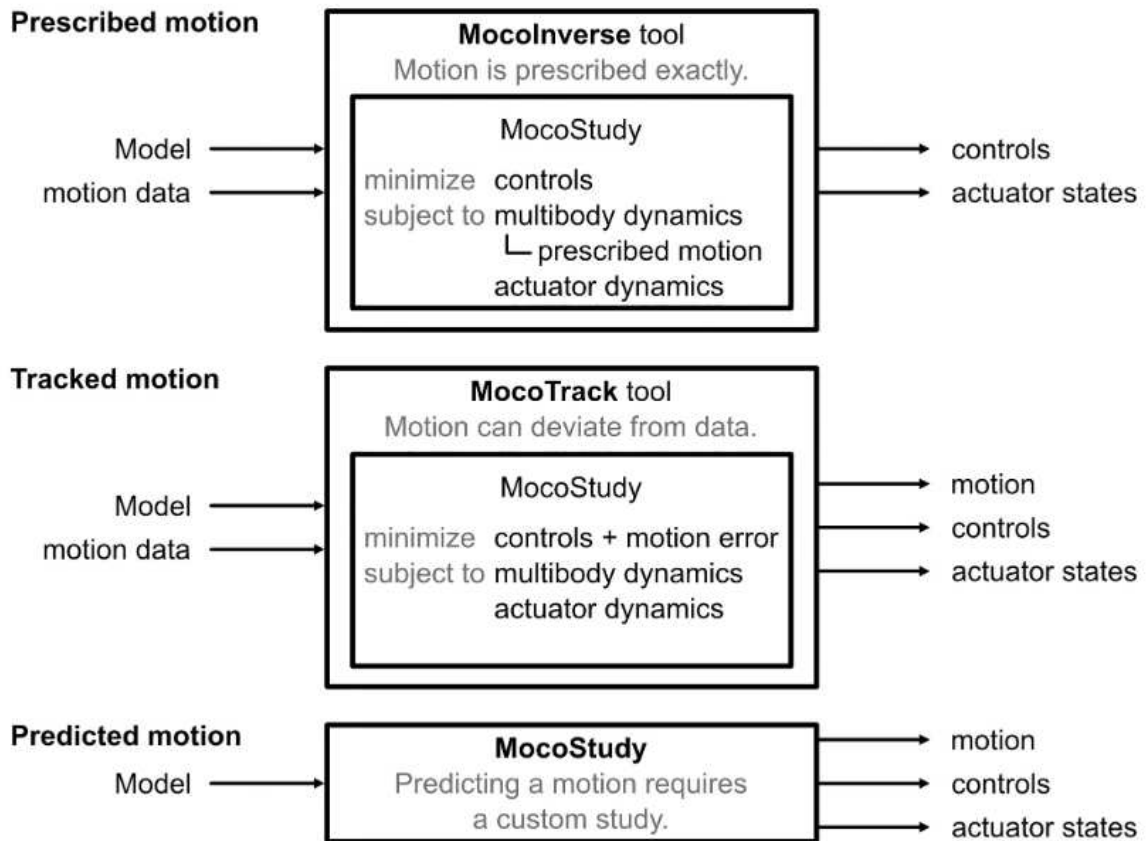 Prescribed motion
MocoInverse tool
Motion is prescribed exactly.
MocoStudy
Model
controls
motion data
minimize controls
actuator states
subject to multibody dynamics
prescribed motion
actuator dynamics
Tracked motion
MocoTrack tool
Motion can deviate from data.
MocoStudy
motion
Model
minimize controls + motion error
controls
motion data
subject to multibody dynamics
actuator states
actuator dynamics
Predicted motion
MocoStudy
motion
Model
Predicting a motion requires
controls
a custom study.
actuator states